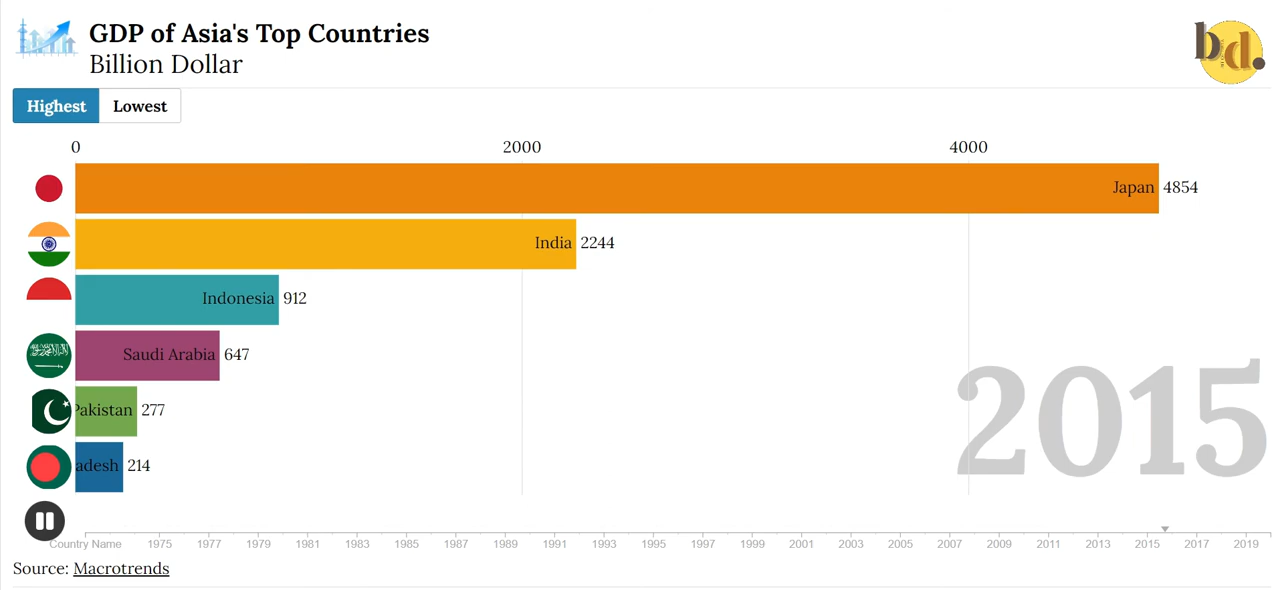 GDP of Asia's Top Countries
Billion Dollar
bd.
Highest Lowest
0 2000 4000
Japan 4854
India 2244
Indonesia 912
Saudi Arabia 647
Pakistan 277
adesh 214
2015
Country Name 1975 1977 1979 1981 1983 1985 1987 1989 1991 1993 1995 1997 1999 2001 2003 2005 2007 2009 2011 2013 2015 2017 2019
Source: Macrotrends